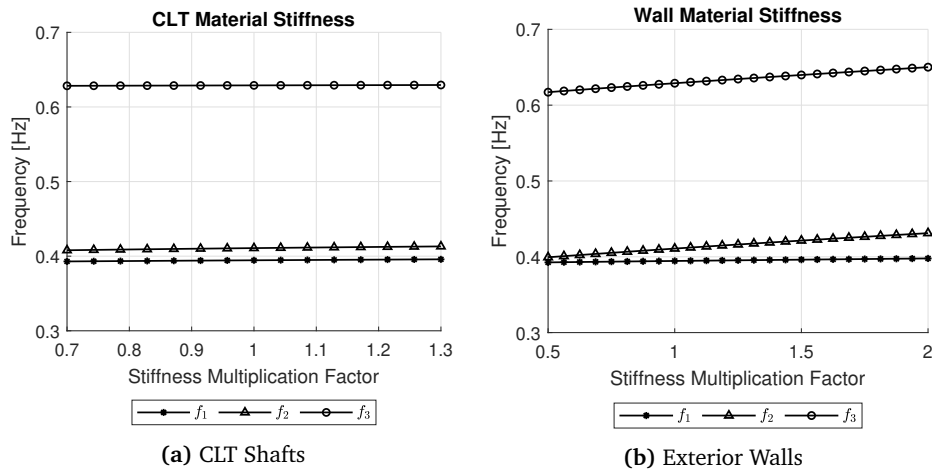 CLT Material Stiffness
0.7
0.6
0.5
0.4
0.3
Frequency [Hz]
0.7 0.8 0.9 1 1.1 1.2 1.3
Stiffness Multiplication Factor
f1 f2 f3
(a) CLT Shafts
Wall Material Stiffness
0.7
0.6
0.5
0.4
0.3
Frequency [Hz]
0.5 1 1.5 2
Stiffness Multiplication Factor
f1 f2 f3
(b) Exterior Walls